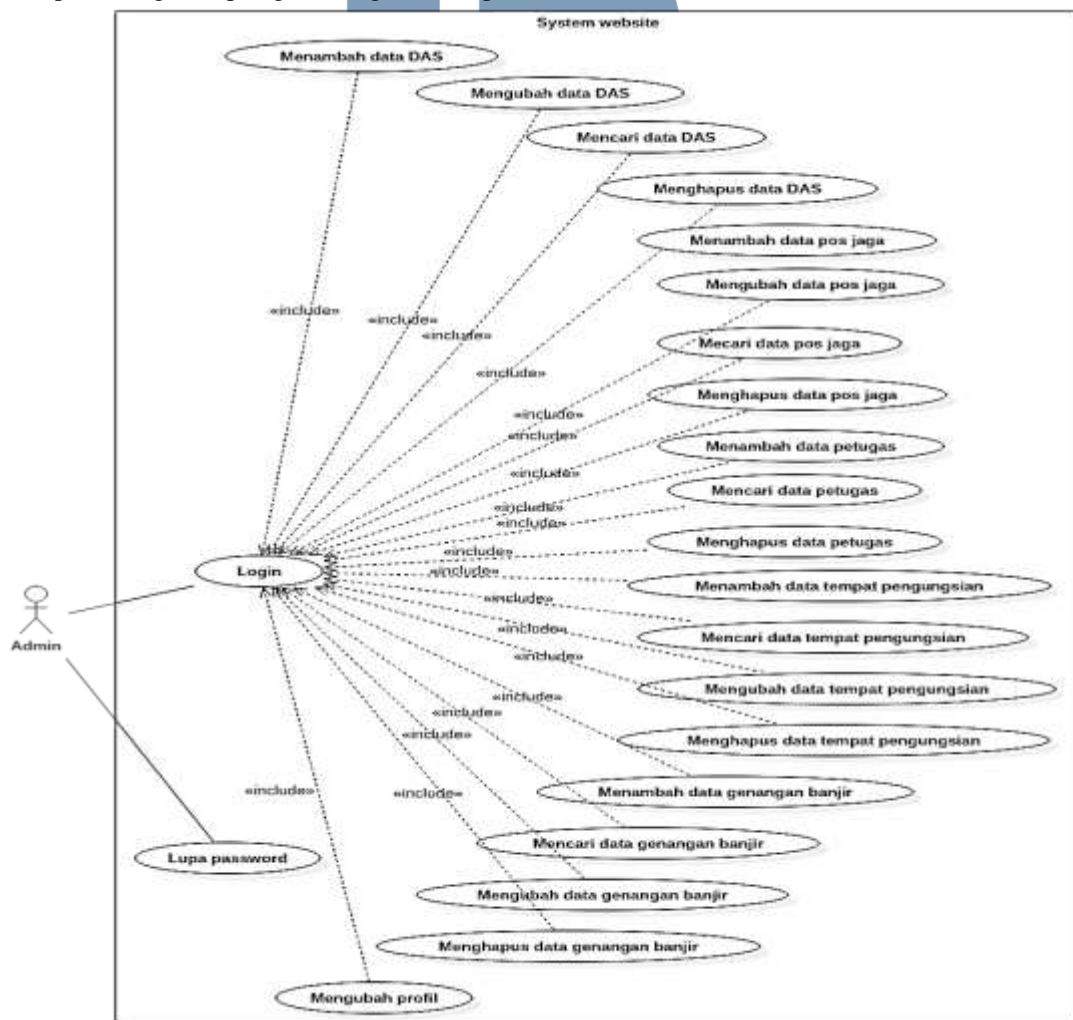 System website
Menambah data DAS
Mengubah data DAS
Mencari data DAS
Menghapus data DAS
Menambah data pos jaga
Mengubah data pos jaga
«include»
«include»
«include»
Mecari data pos jaga
«include»
Menghapus data pos jaga
«include»
«include»
Menambah data petugas
«include»
Mencari data petugas
«include»
«include»
Menghapus data petugas
«include»
Login
«include»
Menambah data tempat pengungsian
«include»
Admin
«include»
Mencari data tempat pengungsian
«include»
Mengubah data tempat pengungsian
«include»
«include»
«include»
Menghapus data tempat pengungsian
«include»
«include»
Menambah data genangan banjir
Mencari data genangan banjir
Lupa password
Mengubah data genangan banjir
Menghapus data genangan banjir
Mengubah profil